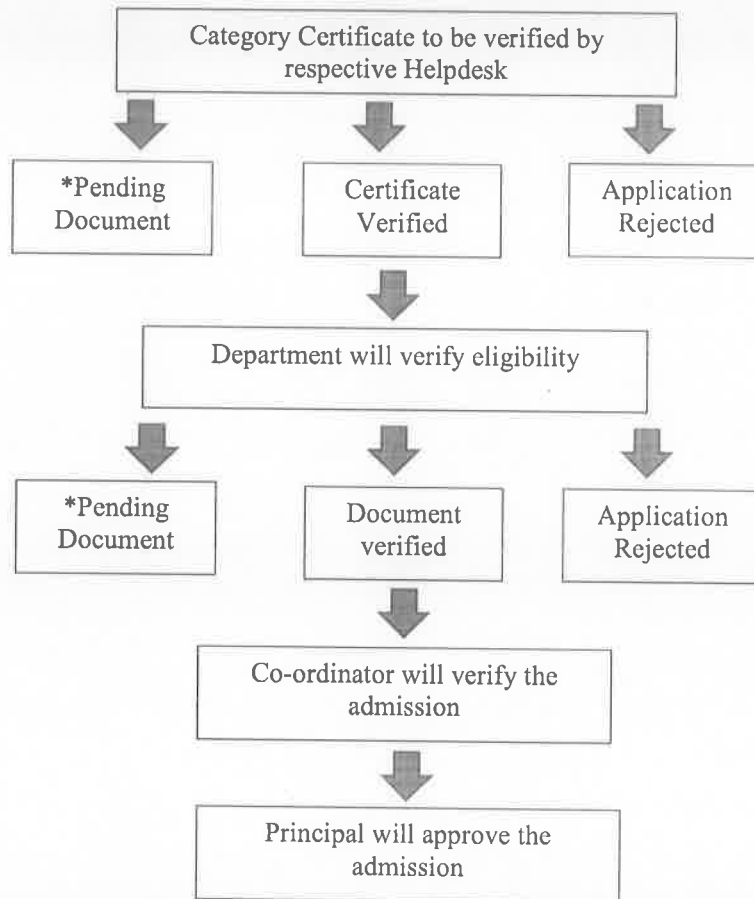 Category Certificate to be verified by
respective Helpdesk
*Pending
Document
Certificate
Verified
Application
Rejected
Department will verify eligibility
*Pending
Document
Document
verified
Application
Rejected
Co-ordinator will verify the
admission
Principal will approve the
admission